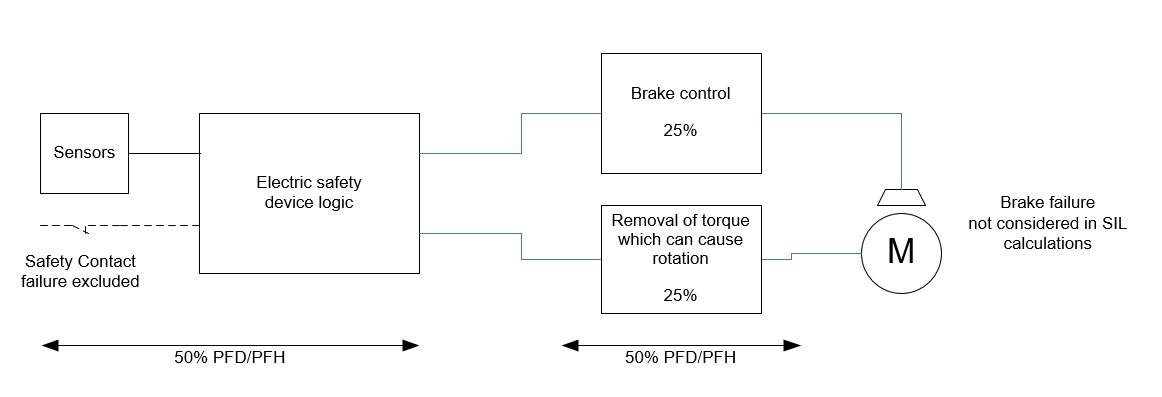 Brake control
25%
Sensors
Electric safety
device logic
Removal of torque
which can cause
rotation
25%
M
Brake failure
not considered in SIL
calculations
Safety Contact
failure excluded
50% PFD/PFH
50% PFD/PFH